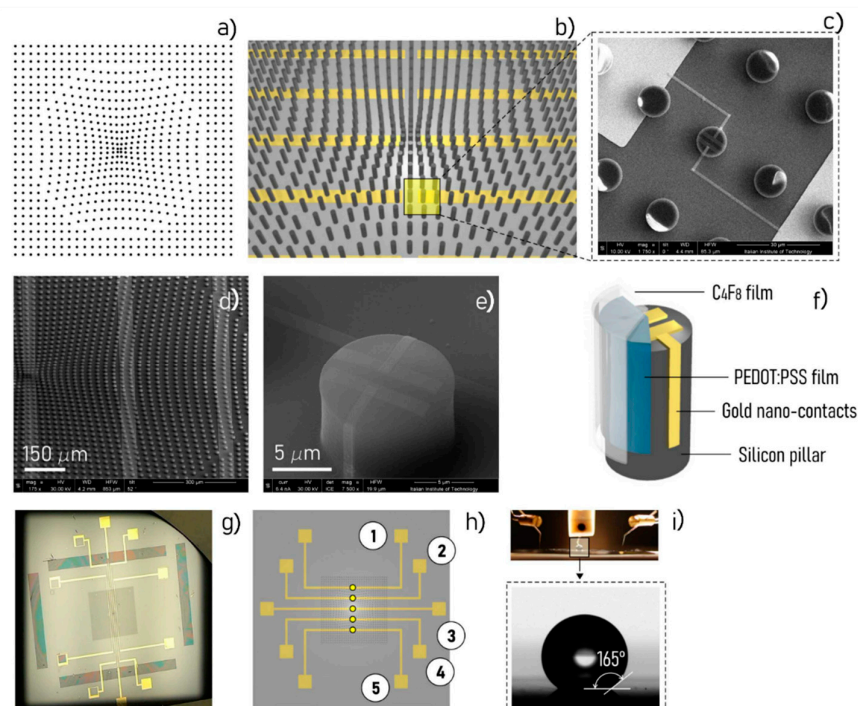 a)
b)
c)
d)
150 μm
e)
5 μm
f)
C4F8 film
PEDOT:PSS film
Gold nano-contacts
Silicon pillar
g)
h)
1
2
3
4
5
i)
165º